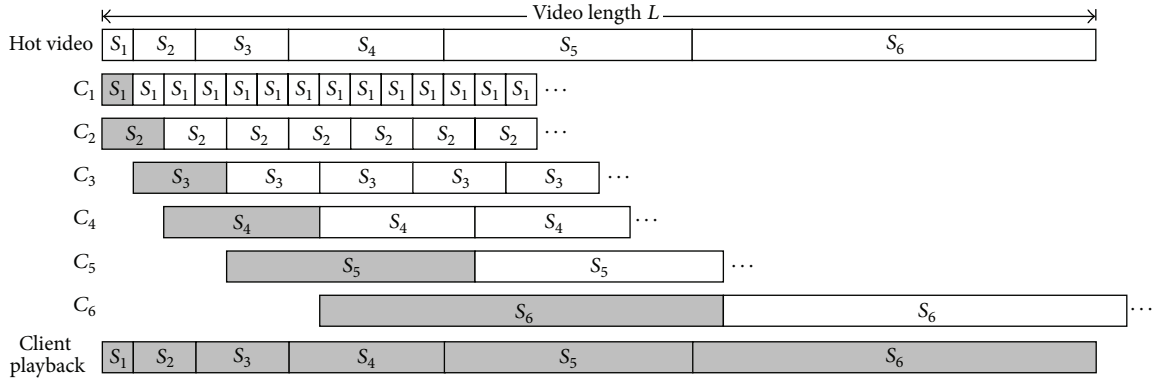 Video length L
Hot video S1 S2 S3 S4 S5 S6
C1 S1 S1 S1 S1 S1 S1 S1 S1 S1 S1 S1 S1 S1 S1 ...
C2 S2 S2 S2 S2 S2 S2 S2 ...
C3 S3 S3 S3 S3 S3 ...
C4 S4 S4 S4 ...
C5 S5 S5 ...
C6 S6 S6 ...
Client
playback S1 S2 S3 S4 S5 S6